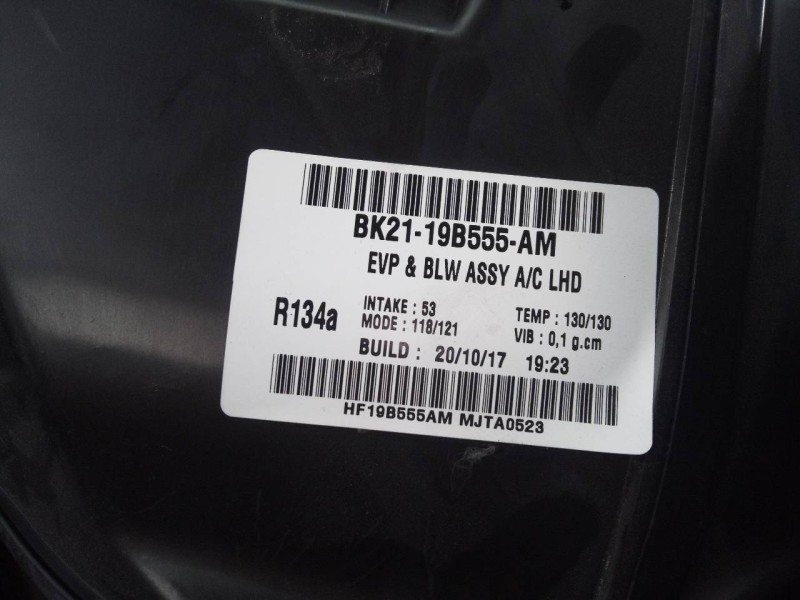 BK21-19B555-AM
EVP & BLW ASSY A/C LHD
R134a
INTAKE : 53 TEMP : 130/130
MODE : 118/121 VIB : 0,1 g.cm
BUILD : 20/10/17 19:23
HF19B555AM MJTA0523